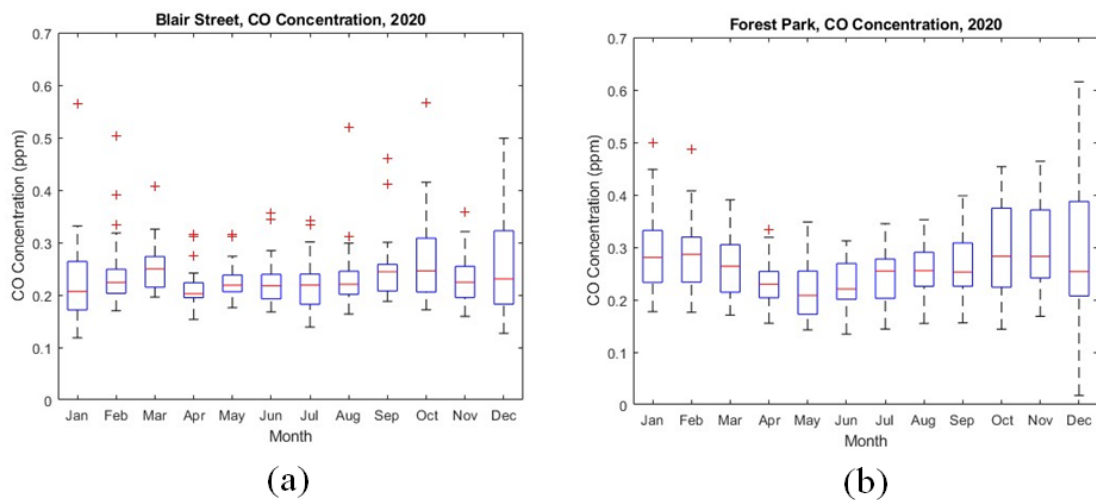 Blair Street, CO Concentration, 2020
0.7
0.6
0.5
0.4
0.3
0.2
0.1
0
CO Concentration (ppm)
Jan Feb Mar Apr May Jun Jul Aug Sep Oct Nov Dec
Month
(a)
Forest Park, CO Concentration, 2020
0.7
0.6
0.5
0.4
0.3
0.2
0.1
0
CO Concentration (ppm)
Jan Feb Mar Apr May Jun Jul Aug Sep Oct Nov Dec
Month
(b)